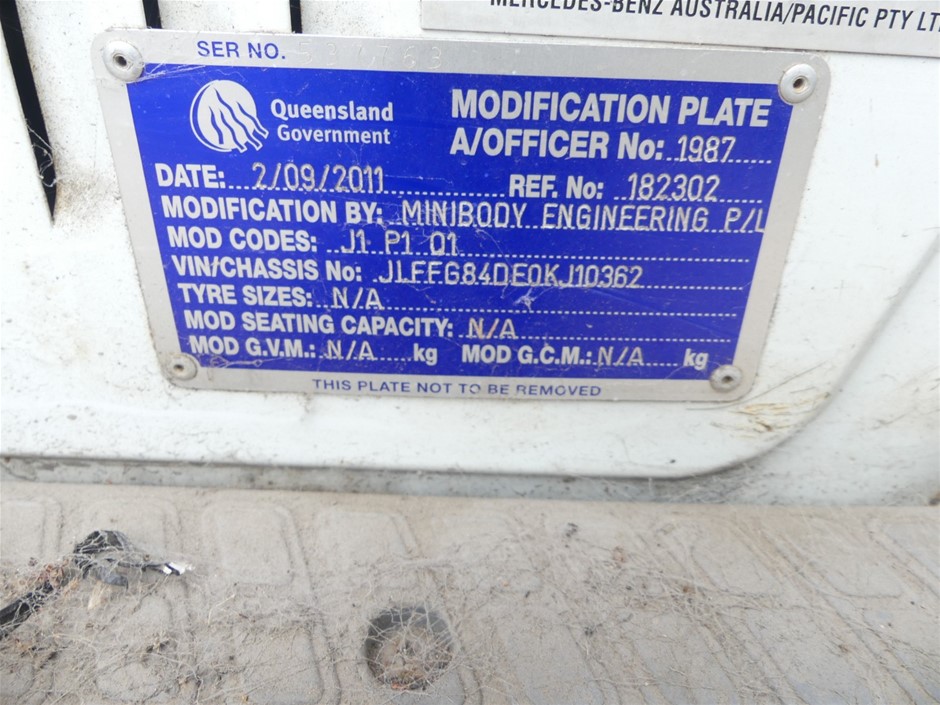 MERCEDES-BENZ AUSTRALIA/PACIFIC PTY LT
SER NO.
Queensland
Government
MODIFICATION PLATE
A/OFFICER No: 1987
DATE: 2/09/2011 REF. No: 182302
MODIFICATION BY: MINIBODY ENGINEERING P/L
MOD CODES: J1 P1 Q1
VIN/CHASSIS No: JLFFG84DE0KJ10362
TYRE SIZES: N/A
MOD SEATING CAPACITY: N/A
MOD G.V.M.: N/A kg MOD G.C.M.: N/A kg
THIS PLATE NOT TO BE REMOVED